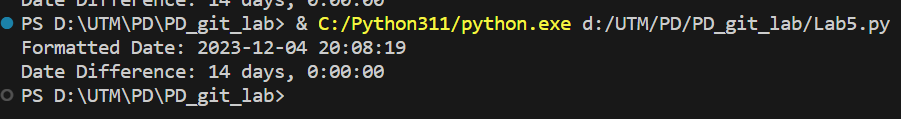 Date Difference: 14 days, 0:00:00
PS D:\UTM\PD\PD_git_lab> & C:/Python311/python.exe d:/UTM/PD/PD_git_lab/Lab5.py
Formatted Date: 2023-12-04 20:08:19
Date Difference: 14 days, 0:00:00
PS D:\UTM\PD\PD_git_lab>